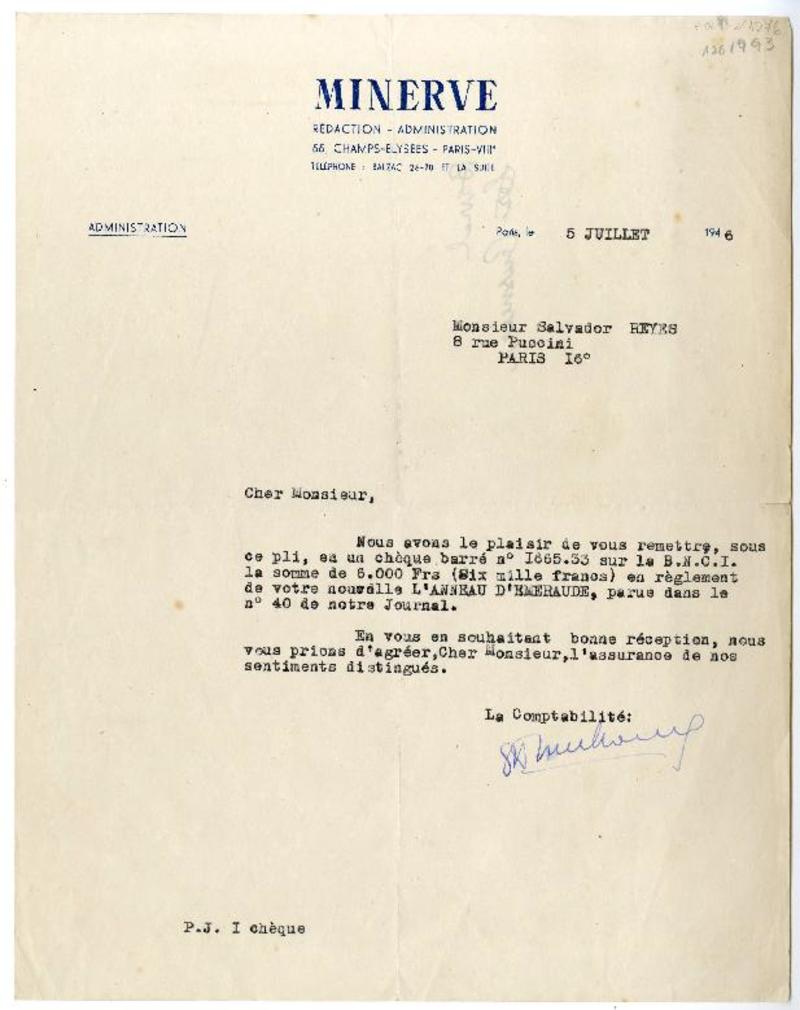 1993
MINERVE
RÉDACTION - ADMINISTRATION
66, CHAMPS-ELYSÉES - PARIS-VIIIe
TÉLÉPHONE : BALZAC 26-70 ET LA SUITE
ADMINISTRATION
Paris, le 5 JUILLET 1946
Monsieur Salvador REYES
8 rue Puccini
PARIS I6°
Cher Monsieur,
Nous avons le plaisir de vous remettre, sous
ce pli, en un chèque barré n° I665.33 sur la B.N.C.I.
la somme de 6.000 Frs (Six mille francs) en règlement
de votre nouvelle L'ANNEAU D'EMERAUDE, parue dans le
n° 40 de notre Journal.
En vous en souhaitant bonne réception, nous
vous prions d'agréer,Cher Monsieur,l'assurance de nos
sentiments distingués.
La Comptabilité:
P.J. I chèque